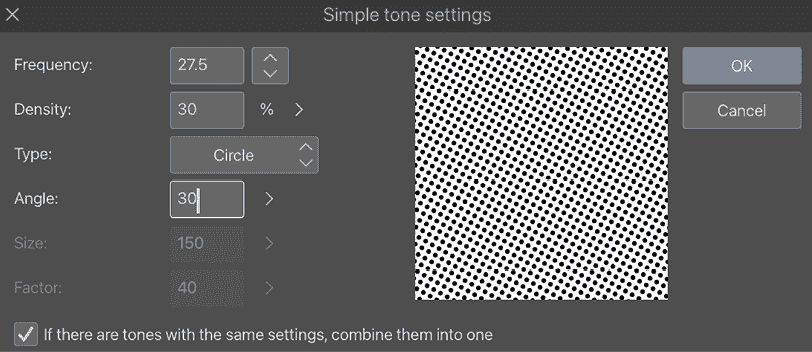 Simple tone settings
Frequency: 27.5
OK
Density: 30 %
Cancel
Type: Circle
Angle: 30
Size: 150
Factor: 40
If there are tones with the same settings, combine them into one